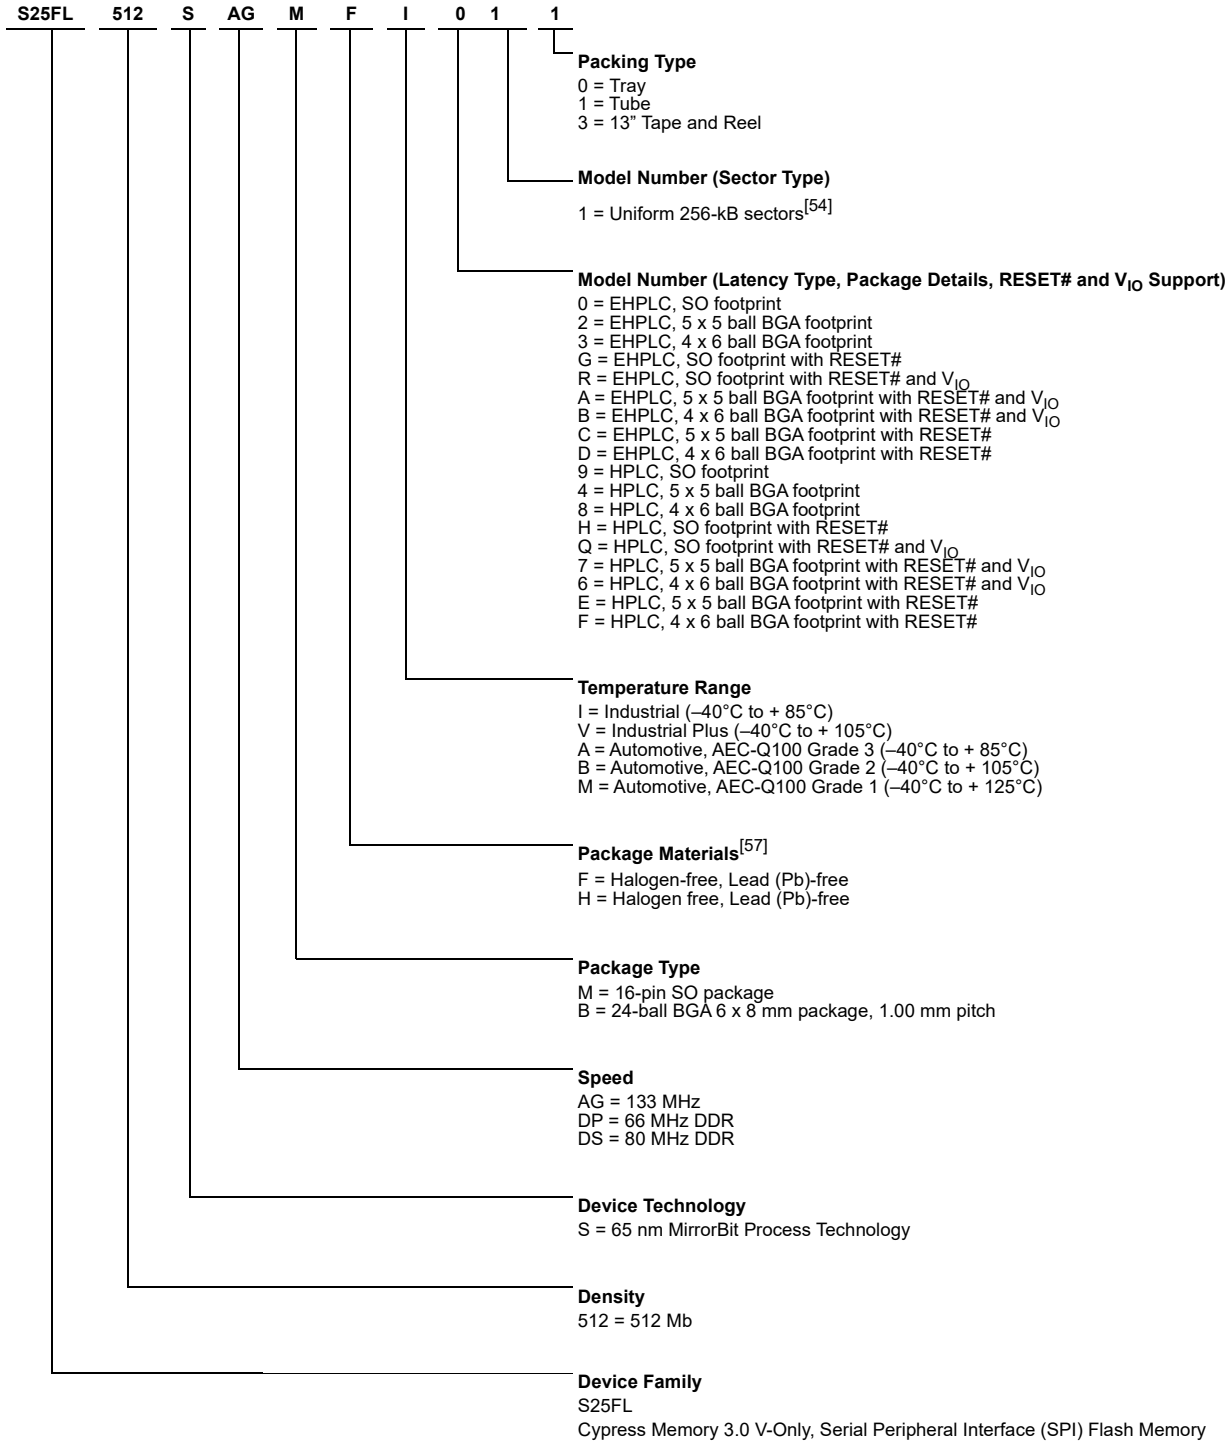 S25FL 512 S AG M F I 0 1 1
Packing Type
0 = Tray
1 = Tube
3 = 13” Tape and Reel
Model Number (Sector Type)
1 = Uniform 256-kB sectors[54]
Model Number (Latency Type, Package Details, RESET# and VIO Support)
0 = EHPLC, SO footprint
2 = EHPLC, 5 x 5 ball BGA footprint
3 = EHPLC, 4 x 6 ball BGA footprint
G = EHPLC, SO footprint with RESET#
R = EHPLC, SO footprint with RESET# and VIO
A = EHPLC, 5 x 5 ball BGA footprint with RESET# and VIO
B = EHPLC, 4 x 6 ball BGA footprint with RESET# and VIO
C = EHPLC, 5 x 5 ball BGA footprint with RESET#
D = EHPLC, 4 x 6 ball BGA footprint with RESET#
9 = HPLC, SO footprint
4 = HPLC, 5 x 5 ball BGA footprint
8 = HPLC, 4 x 6 ball BGA footprint
H = HPLC, SO footprint with RESET#
Q = HPLC, SO footprint with RESET# and VIO
7 = HPLC, 5 x 5 ball BGA footprint with RESET# and VIO
6 = HPLC, 4 x 6 ball BGA footprint with RESET# and VIO
E = HPLC, 5 x 5 ball BGA footprint with RESET#
F = HPLC, 4 x 6 ball BGA footprint with RESET#
Temperature Range
I = Industrial (–40°C to + 85°C)
V = Industrial Plus (–40°C to + 105°C)
A = Automotive, AEC-Q100 Grade 3 (–40°C to + 85°C)
B = Automotive, AEC-Q100 Grade 2 (–40°C to + 105°C)
M = Automotive, AEC-Q100 Grade 1 (–40°C to + 125°C)
Package Materials[57]
F = Halogen-free, Lead (Pb)-free
H = Halogen free, Lead (Pb)-free
Package Type
M = 16-pin SO package
B = 24-ball BGA 6 x 8 mm package, 1.00 mm pitch
Speed
AG = 133 MHz
DP = 66 MHz DDR
DS = 80 MHz DDR
Device Technology
S = 65 nm MirrorBit Process Technology
Density
512 = 512 Mb
Device Family
S25FL
Cypress Memory 3.0 V-Only, Serial Peripheral Interface (SPI) Flash Memory